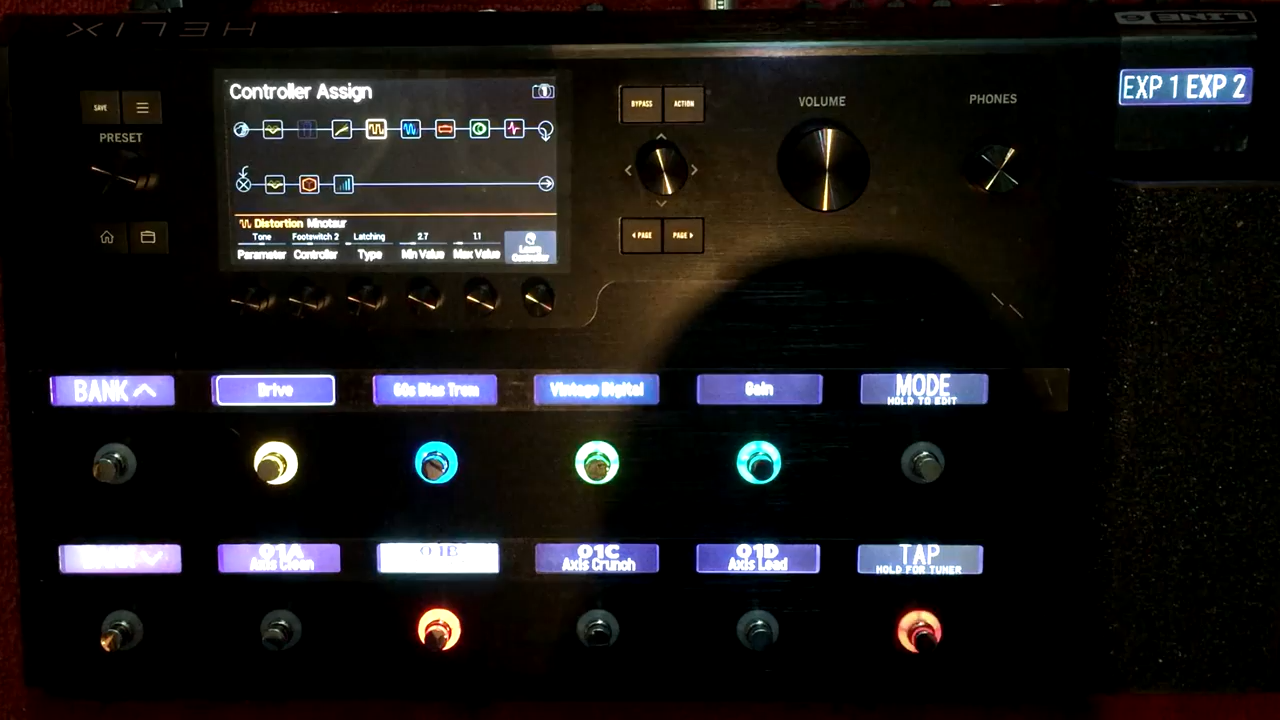 HELIX
LINE 6
Controller Assign
SAVE
PRESET
BYPASS
ACTION
VOLUME
PHONES
EXP 1 EXP 2
Distortion Minotaur
Tone
Footswitch 2
Latching
2.7
1.1
Parameter
Controller
Type
Min Value
Max Value
Learn
Controller
PAGE
PAGE
BANK
Drive
60s Bias Trem
Vintage Digital
Gain
MODE
HOLD TO EDIT
BANK
01A
Axis Clean
01B
01C
Axis Crunch
01D
Axis Lead
TAP
HOLD FOR TUNER